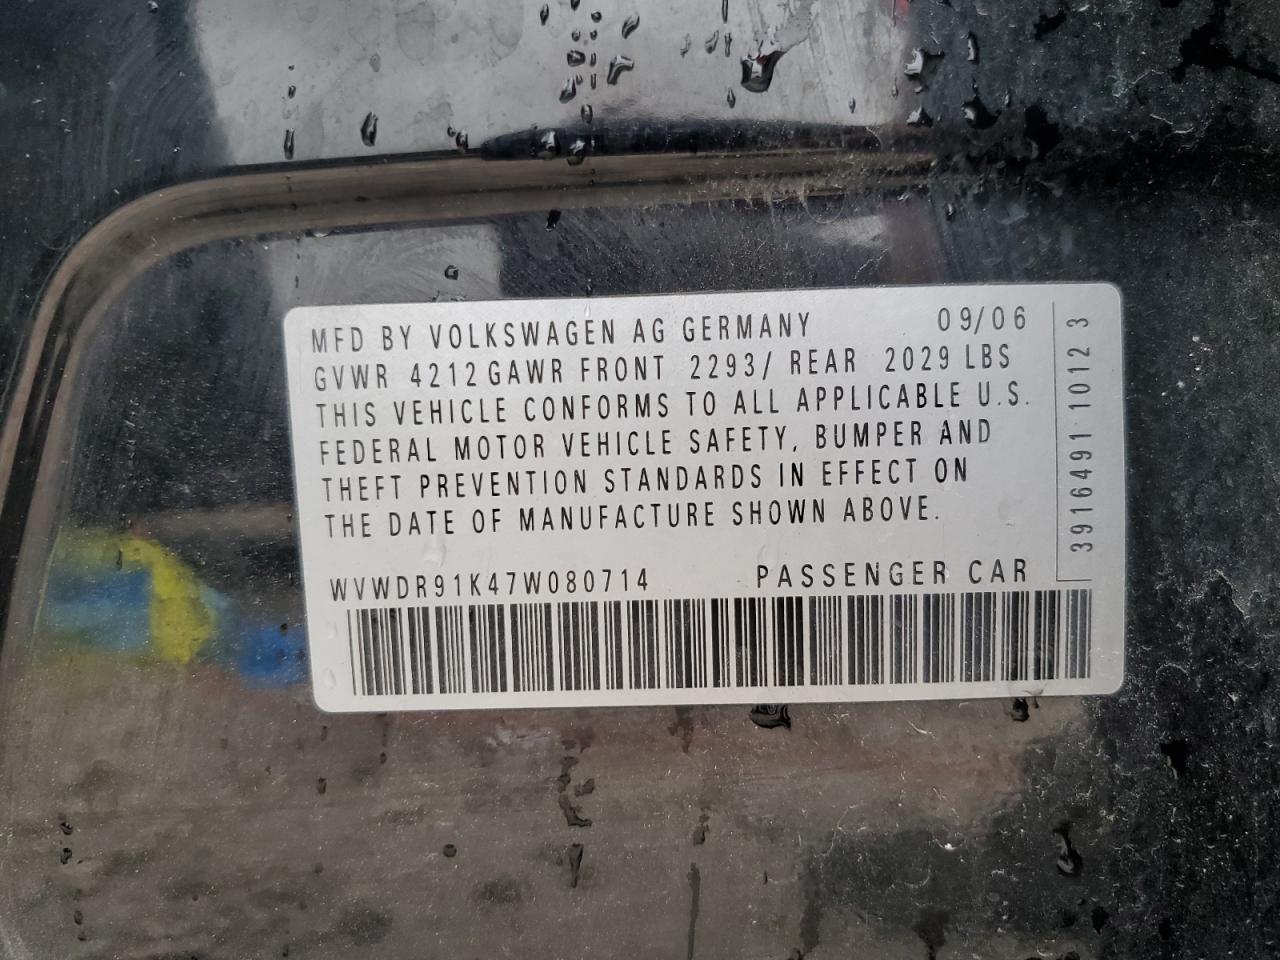 MFD BY VOLKSWAGEN AG GERMANY 09/06
GVWR 4212 GAWR FRONT 2293/ REAR 2029 LBS
THIS VEHICLE CONFORMS TO ALL APPLICABLE U.S.
FEDERAL MOTOR VEHICLE SAFETY, BUMPER AND
THEFT PREVENTION STANDARDS IN EFFECT ON
THE DATE OF MANUFACTURE SHOWN ABOVE.
WVWDR91K47W080714 PASSENGER CAR
3916491 1012 3